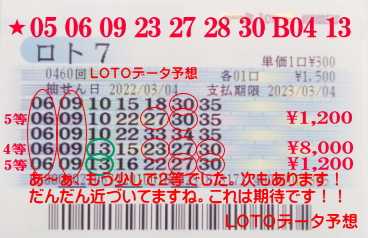 ★05 06 09 23 27 28 30 B04 13
ロト7 単価1口¥300
0460回 LOTOデータ予想 各01口 ¥1,500
抽せん日 2022/03/04 支払期限 2023/03/04
06 09 10 15 18 30 35
5等 06 09 10 22 27 30 35 ¥1,200
06 09 10 22 33 34 35
4等 06 09 13 15 23 27 30 ¥8,000
5等 06 09 13 16 22 27 30 ¥1,200
あーぁ、もう少しで2等でした。次もあります！
だんだん近づいてますね。これは期待です！！
LOTOデータ予想